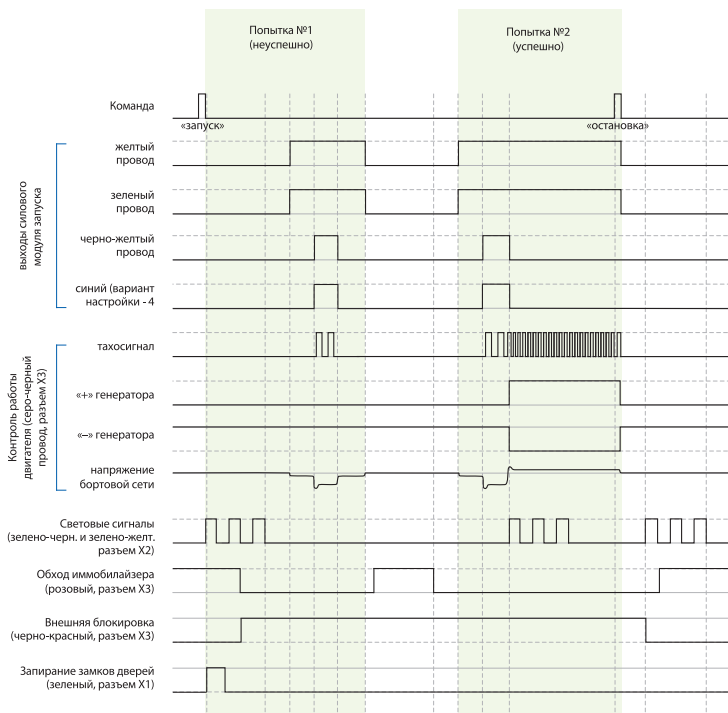 Попытка №1
(неуспешно)
Попытка №2
(успешно)
Команда
«запуск»
«остановка»
выходы силового
модуля запуска
желтый
провод
зеленый
провод
черно-желтый
провод
синий (вариант
настройки - 4
Контроль работы
двигателя (серо-черный
провод, разъем X3)
тахосигнал
«+» генератора
«–» генератора
напряжение
бортовой сети
Световые сигналы
(зелено-черн. и зелено-желт.
разъем X2)
Обход иммобилайзера
(розовый, разъем X3)
Внешняя блокировка
(черно-красный, разъем X3)
Запирание замков дверей
(зеленый, разъем X1)